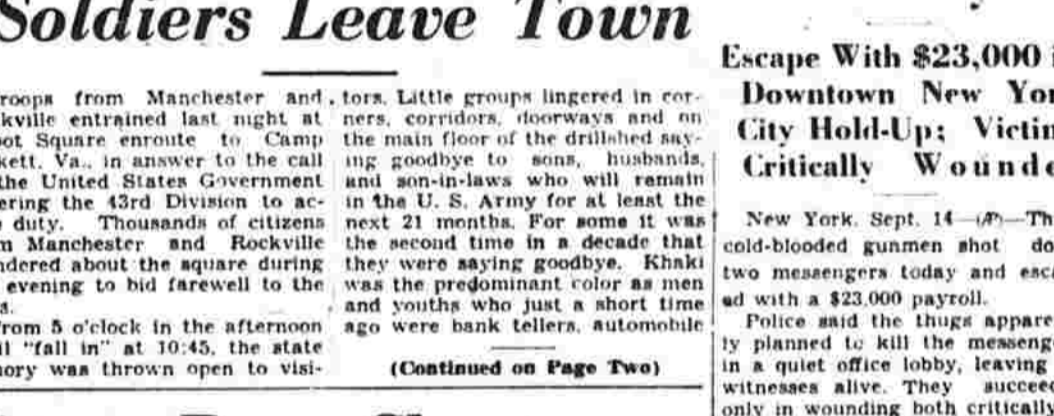 Soldiers Leave Town
roops from Manchester and
kville entrained last night at
ot Square enroute to Camp
kett, Va., in answer to the call
the United States Government
ering the 43rd Division to ac-
duty. Thousands of citizens
m Manchester and Rockville
ndered about the square during
evening to bid farewell to the
s.
rom 5 o'clock in the afternoon
il "fall in" at 10:45, the state
ory was thrown open to visi-
tors. Little groups lingered in cor-
ners, corridors, doorways and on
the main floor of the drillshed say-
ing goodbye to sons, husbands,
and son-in-laws who will remain
in the U. S. Army for at least the
next 21 months. For some it was
the second time in a decade that
they were saying goodbye. Khaki
was the predominant color as men
and youths who just a short time
ago were bank tellers, automobile
(Continued on Page Two)
Escape With $23,000 i
Downtown New Yor
City Hold-Up; Victim
Critically Wounde
New York, Sept. 14—(AP)—Th
cold-blooded gunmen shot do
two messengers today and esca
ed with a $23,000 payroll.
Police said the thugs appare
ly planned to kill the messeng
in a quiet office lobby, leaving
witnesses alive. They succeed
only in wounding both critically